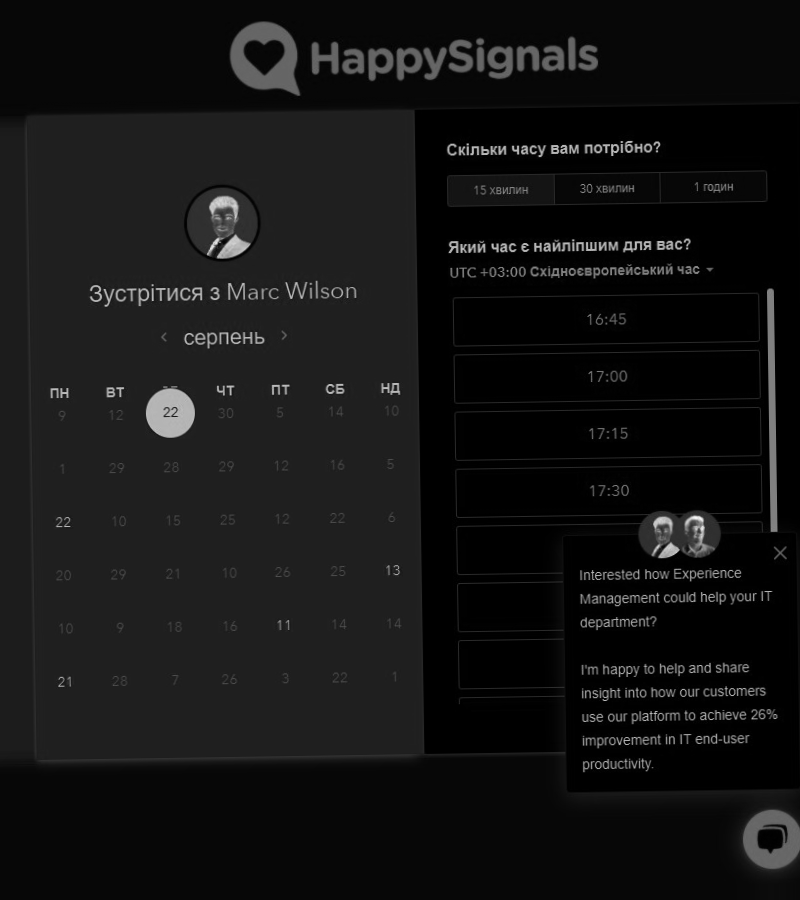 HappySignals
Зустрітися з Marc Wilson
серпень
ПН ВТ ЧТ ПТ СБ НД
9 12 22 30 5 14 10
1 29 28 29 12 16 5
22 10 15 25 12 22 6
20 29 21 10 26 25 13
10 9 18 16 11 14 14
21 28 7 26 3 22 1
Скільки часу вам потрібно?
15 хвилин 30 хвилин 1 годин
Який час є найліпшим для вас?
UTC +03:00 Східноєвропейський час
16:45
17:00
17:15
17:30
Interested how Experience
Management could help your IT
department?
I'm happy to help and share
insight into how our customers
use our platform to achieve 26%
improvement in IT end-user
productivity.